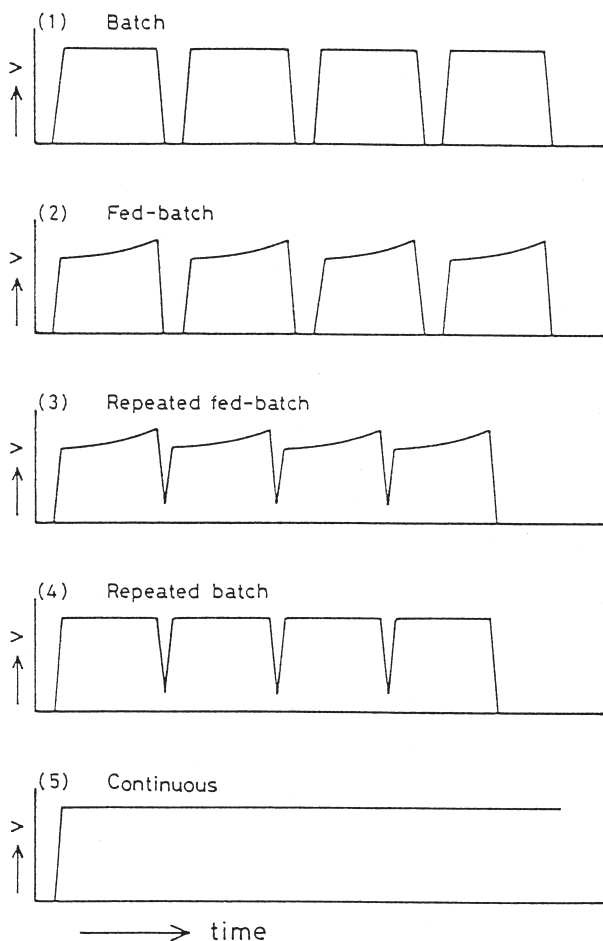 (1) Batch
V
(2) Fed-batch
V
(3) Repeated fed-batch
V
(4) Repeated batch
V
(5) Continuous
V
time